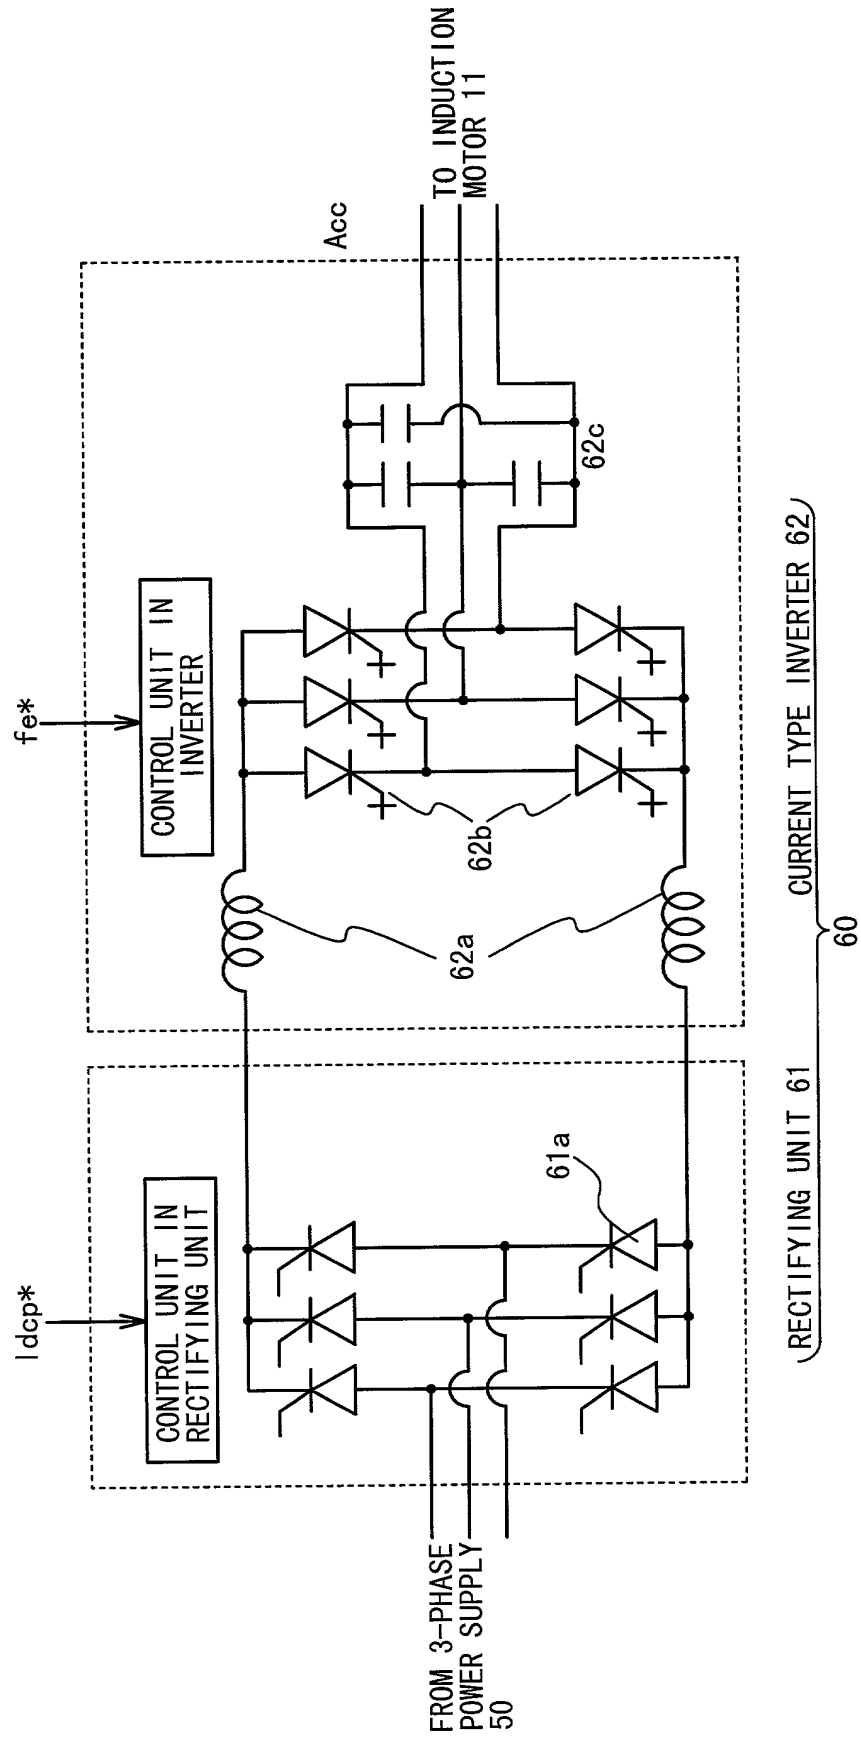 Idcp*
fe*
CONTROL UNIT IN
RECTIFYING UNIT
CONTROL UNIT IN
INVERTER
Acc
FROM 3-PHASE
POWER SUPPLY
50
TO INDUCTION
MOTOR 11
61a
62a
62b
62c
RECTIFYING UNIT 61
CURRENT TYPE INVERTER 62
60